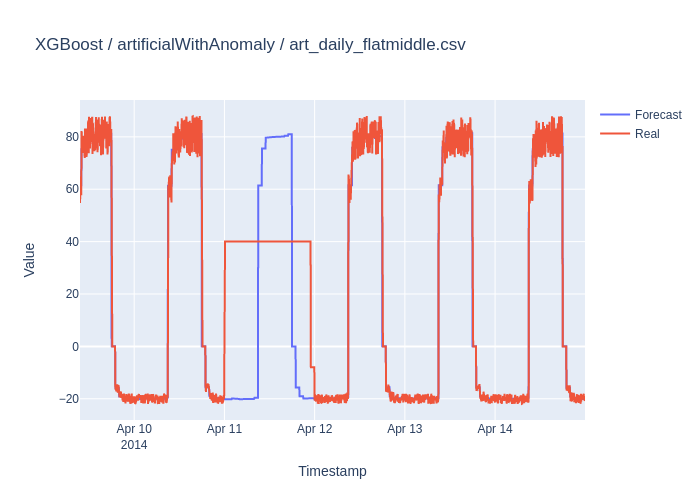 XGBoost / artificialWithAnomaly / art_daily_flatmiddle.csv
Forecast
Real
Value
80
60
40
20
0
−20
Apr 10
2014
Apr 11
Apr 12
Apr 13
Apr 14
Timestamp